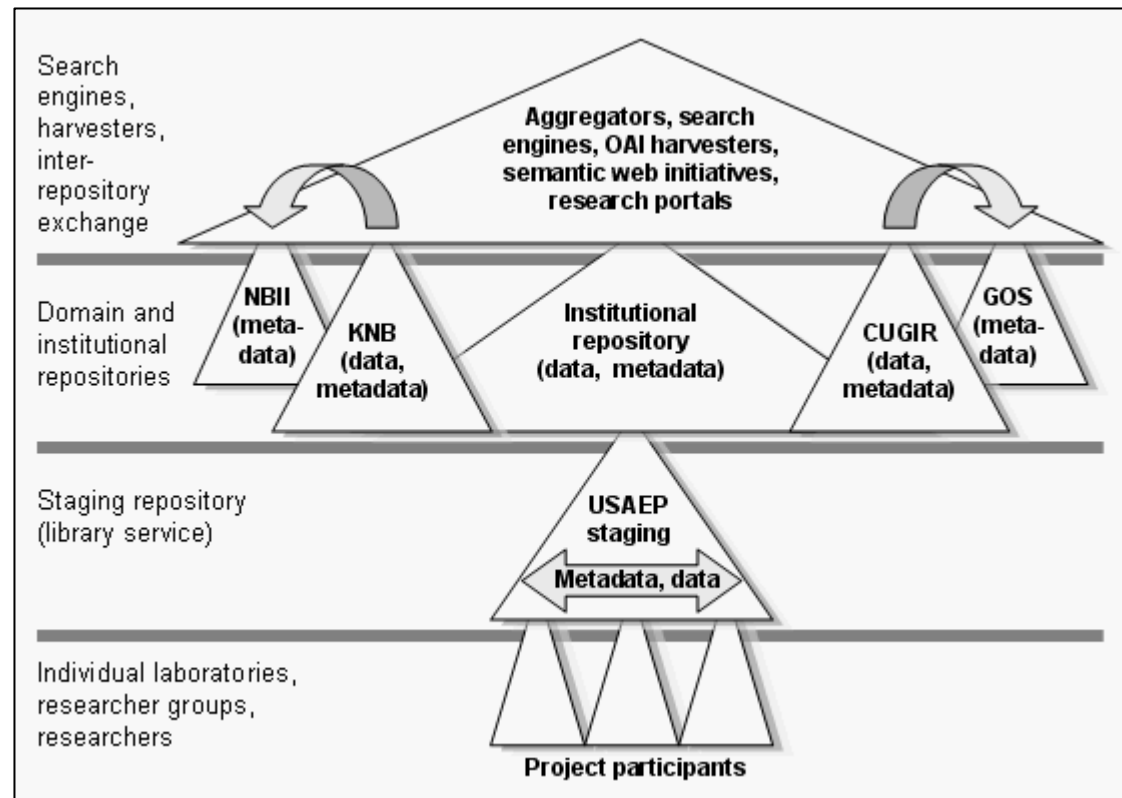 Search
engines,
harvesters,
inter-
repository
exchange
Aggregators, search
engines, OAI harvesters,
semantic web initiatives,
research portals
Domain and
institutional
repositories
NBII
(meta-
data)
KNB
(data,
metadata)
Institutional
repository
(data, metadata)
CUGIR
(data,
metadata)
GOS
(meta-
data)
Staging repository
(library service)
USAEP
staging
Metadata, data
Individual laboratories,
researcher groups,
researchers
Project participants